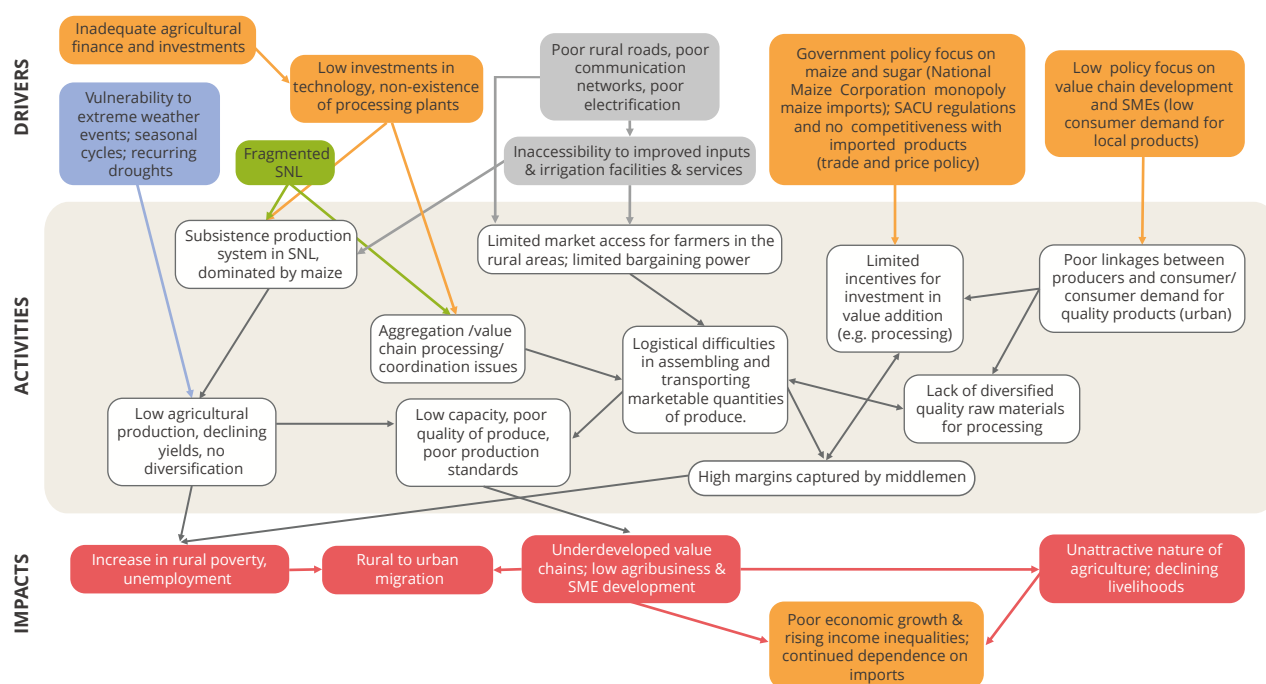 DRIVERS
Inadequate agricultural
finance and investments
Low investments in
technology, non-existence
of processing plants
Vulnerability to
extreme weather
events; seasonal
cycles; recurring
droughts
Fragmented
SNL
Poor rural roads, poor
communication
networks, poor
electrification
Inaccessibility to improved inputs
& irrigation facilities & services
Government policy focus on
maize and sugar (National
Maize Corporation monopoly
maize imports); SACU regulations
and no competitiveness with
imported products
(trade and price policy)
Low policy focus on
value chain development
and SMEs (low
consumer demand for
local products)
ACTIVITIES
Subsistence production
system in SNL,
dominated by maize
Limited market access for farmers in the
rural areas; limited bargaining power
Limited
incentives for
investment in
value addition
(e.g. processing)
Poor linkages between
producers and consumer/
consumer demand for
quality products (urban)
Aggregation /value
chain processing/
coordination issues
Logistical difficulties
in assembling and
transporting
marketable quantities
of produce.
Lack of diversified
quality raw materials
for processing
Low agricultural
production, declining
yields, no
diversification
Low capacity, poor
quality of produce,
poor production
standards
High margins captured by middlemen
IMPACTS
Increase in rural poverty,
unemployment
Rural to urban
migration
Underdeveloped value
chains; low agribusiness &
SME development
Unattractive nature of
agriculture; declining
livelihoods
Poor economic growth &
rising income inequalities;
continued dependence on
imports